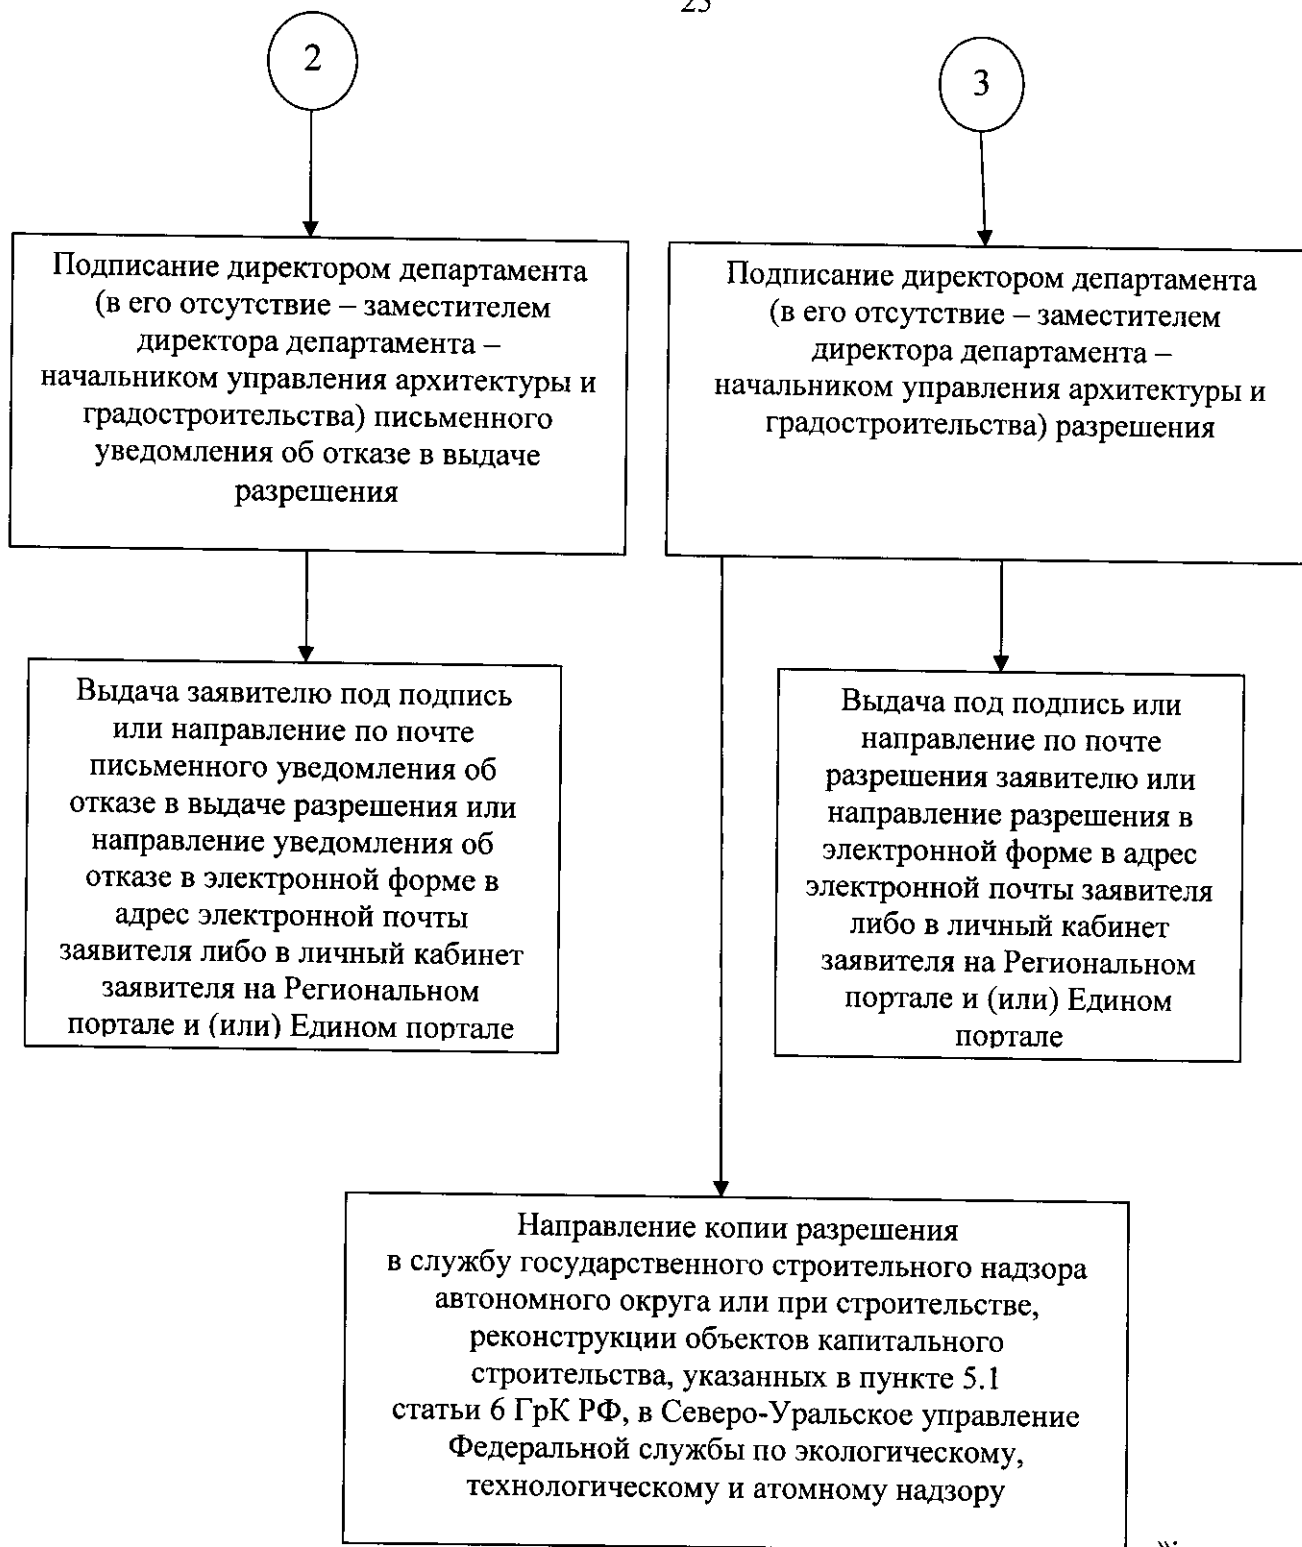 25
2
3
Подписание директором департамента
(в его отсутствие – заместителем
директора департамента –
начальником управления архитектуры и
градостроительства) письменного
уведомления об отказе в выдаче
разрешения
Подписание директором департамента
(в его отсутствие – заместителем
директора департамента –
начальником управления архитектуры и
градостроительства) разрешения
Выдача заявителю под подпись
или направление по почте
письменного уведомления об
отказе в выдаче разрешения или
направление уведомления об
отказе в электронной форме в
адрес электронной почты
заявителя либо в личный кабинет
заявителя на Региональном
портале и (или) Едином портале
Выдача под подпись или
направление по почте
разрешения заявителю или
направление разрешения в
электронной форме в адрес
электронной почты заявителя
либо в личный кабинет
заявителя на Региональном
портале и (или) Едином
портале
Направление копии разрешения
в службу государственного строительного надзора
автономного округа или при строительстве,
реконструкции объектов капитального
строительства, указанных в пункте 5.1
статьи 6 ГрК РФ, в Северо-Уральское управление
Федеральной службы по экологическому,
технологическому и атомному надзору
».